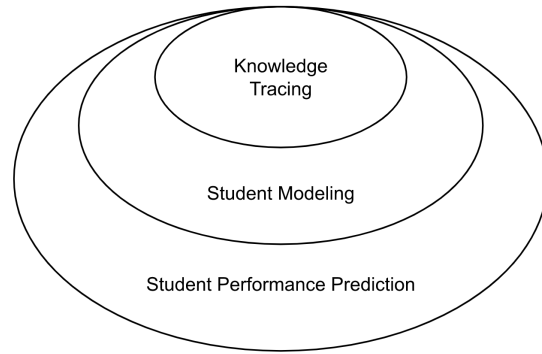 Knowledge
Tracing
Student Modeling
Student Performance Prediction